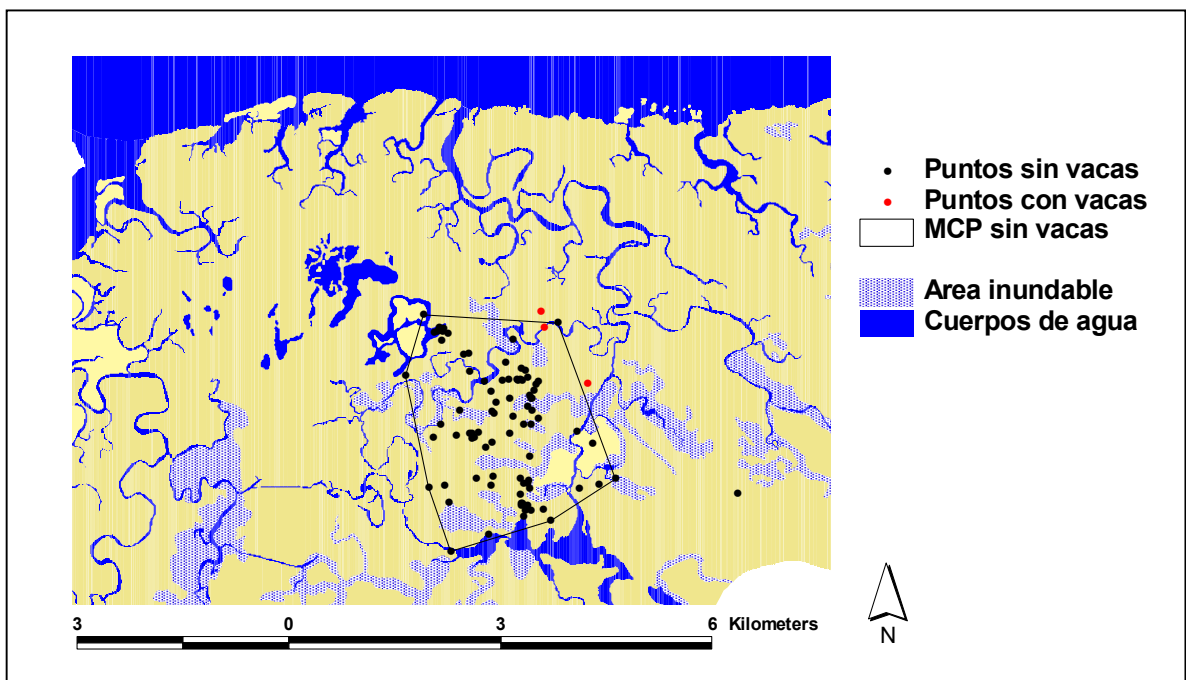 Puntos sin vacas
Puntos con vacas
MCP sin vacas
Area inundable
Cuerpos de agua
3 0 3 6 Kilometers
N